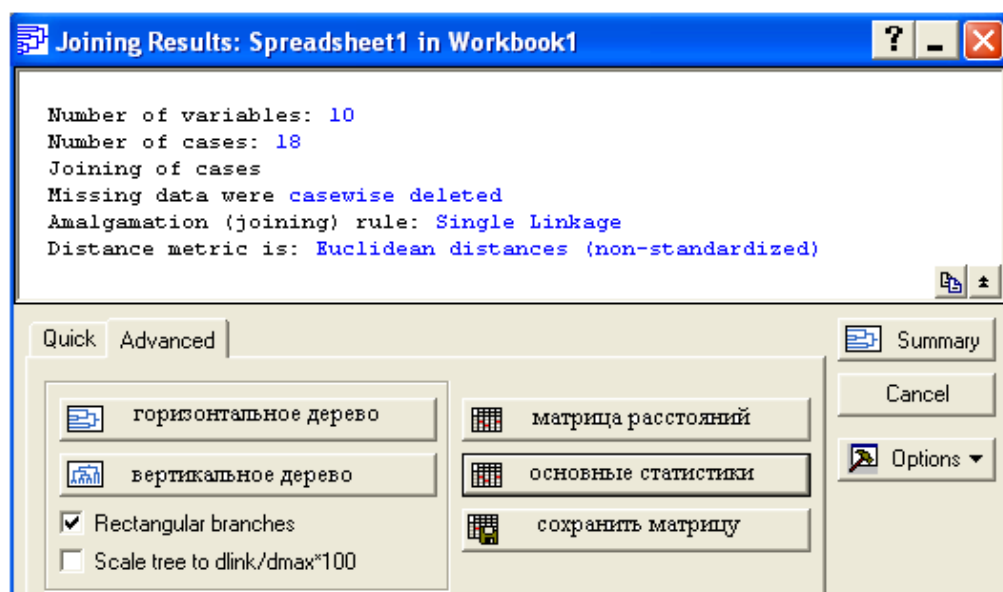 Joining Results: Spreadsheet1 in Workbook1
?
Number of variables: 10
Number of cases: 18
Joining of cases
Missing data were casewise deleted
Amalgamation (joining) rule: Single Linkage
Distance metric is: Euclidean distances (non-standardized)
Quick
Advanced
Summary
Cancel
Options
горизонтальное дерево
вертикальное дерево
Rectangular branches
Scale tree to dlink/dmax*100
матрица расстояний
основные статистики
сохранить матрицу